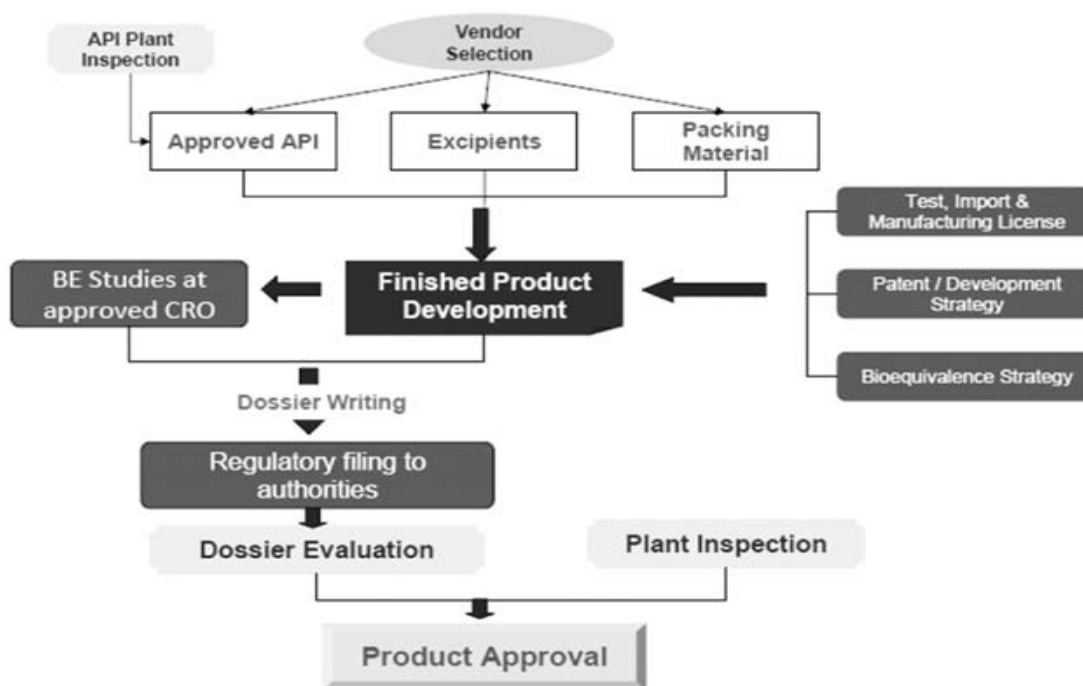 API Plant
Inspection
Vendor
Selection
Approved API
Excipients
Packing
Material
Test, Import &
Manufacturing License
BE Studies at
approved CRO
Finished Product
Development
Patent / Development
Strategy
Bioequivalence Strategy
Dossier Writing
Regulatory filing to
authorities
Dossier Evaluation
Plant Inspection
Product Approval